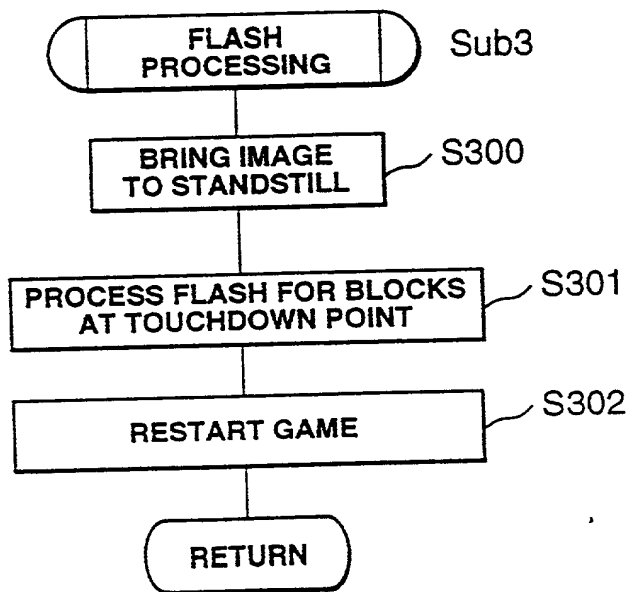 FLASH
PROCESSING
Sub3
BRING IMAGE
TO STANDSTILL
S300
PROCESS FLASH FOR BLOCKS
AT TOUCHDOWN POINT
S301
RESTART GAME
S302
RETURN